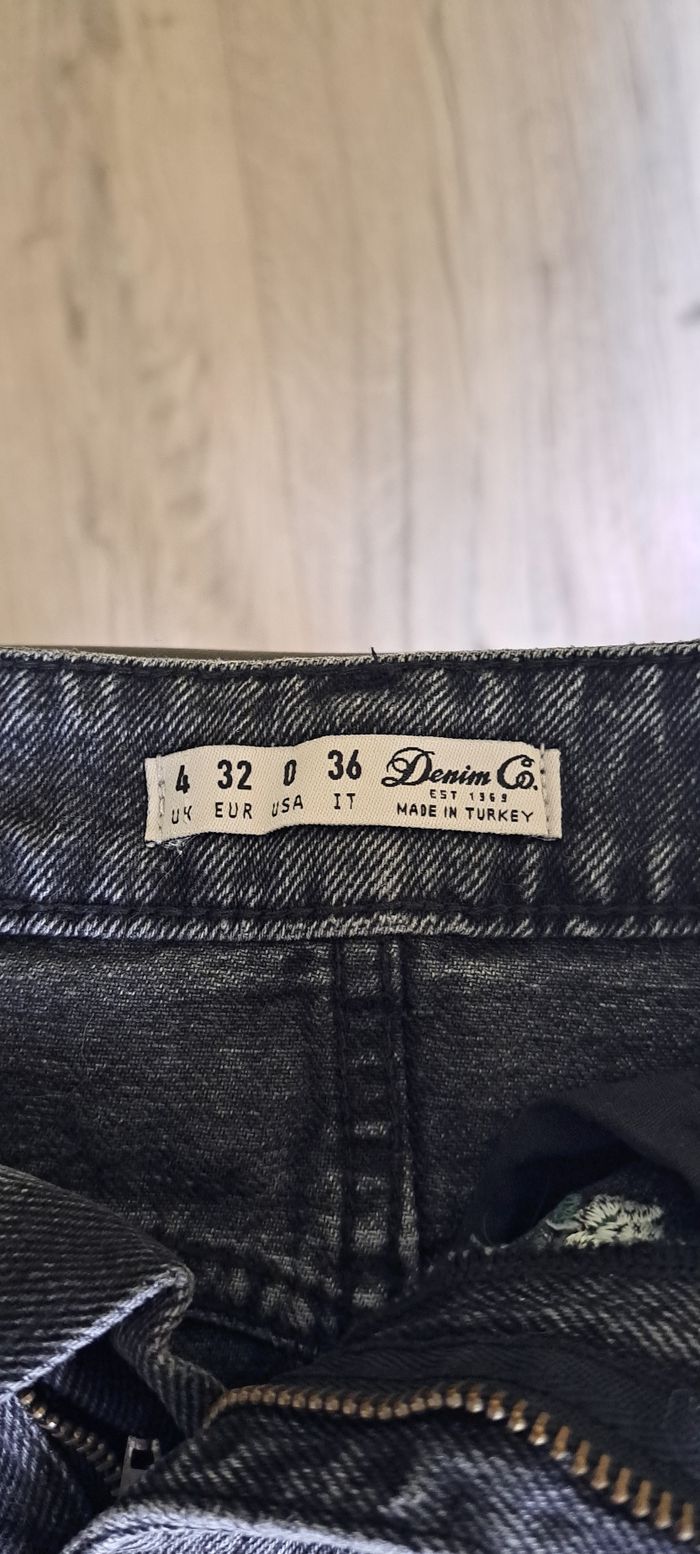 4 32 0 36
UK EUR USA IT
Denim Co.
EST 1969
MADE IN TURKEY